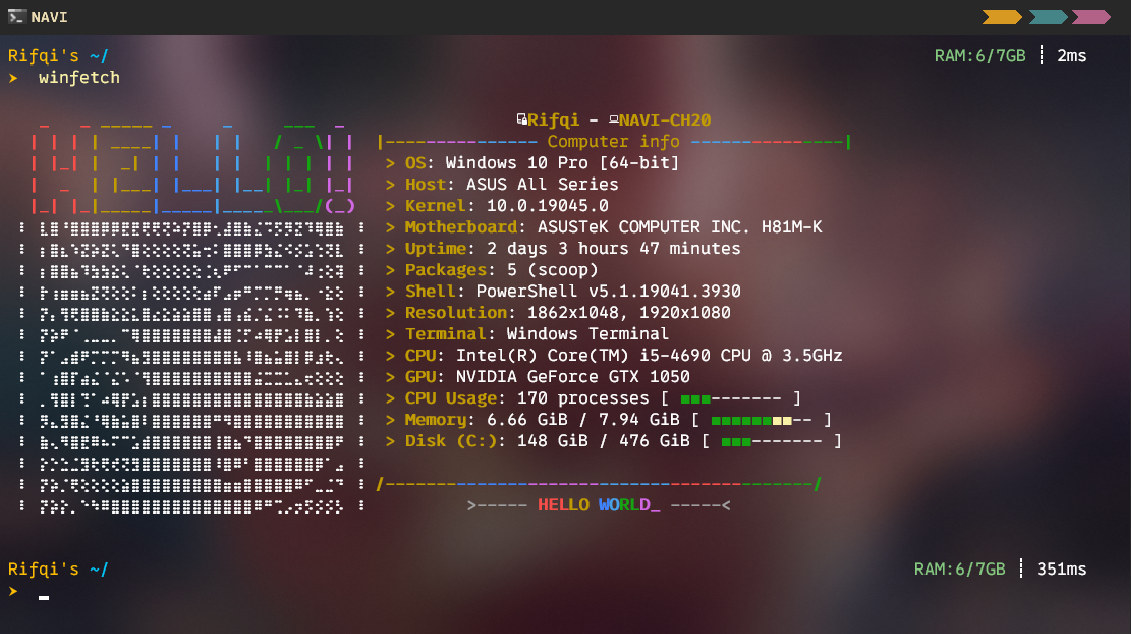 NAVI
Rifqi's ~/
RAM:6/7GB ┊ 2ms
➤ winfetch
HELLO!
Rifqi - NAVI-CH20
|--------------- Computer info ---------------|
> OS: Windows 10 Pro [64-bit]
> Host: ASUS All Series
> Kernel: 10.0.19045.0
> Motherboard: ASUSTeK COMPUTER INC. H81M-K
> Uptime: 2 days 3 hours 47 minutes
> Packages: 5 (scoop)
> Shell: PowerShell v5.1.19041.3930
> Resolution: 1862x1048, 1920x1080
> Terminal: Windows Terminal
> CPU: Intel(R) Core(TM) i5-4690 CPU @ 3.5GHz
> GPU: NVIDIA GeForce GTX 1050
> CPU Usage: 170 processes [ ■■■------- ]
> Memory: 6.66 GiB / 7.94 GiB [ ■■■■■■■■-- ]
> Disk (C:): 148 GiB / 476 GiB [ ■■■------- ]
/------------------------------------------/
>----- HELLO WORLD_ -----<
Rifqi's ~/
RAM:6/7GB ┊ 351ms
➤ _